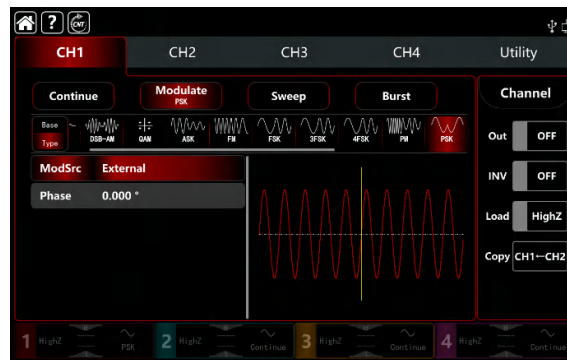 ? CNT
CH1 CH2 CH3 CH4 Utility
Continue Modulate Sweep Burst Channel
PSK
Base
Type DSB-AM QAM ASK FM FSK 3FSK 4FSK PM PSK
Out OFF
ModSrc External
INV OFF
Phase 0.000 °
Load HighZ
Copy CH1←CH2
1 HighZ PSK 2 HighZ Continue 3 HighZ Continue 4 HighZ Continue